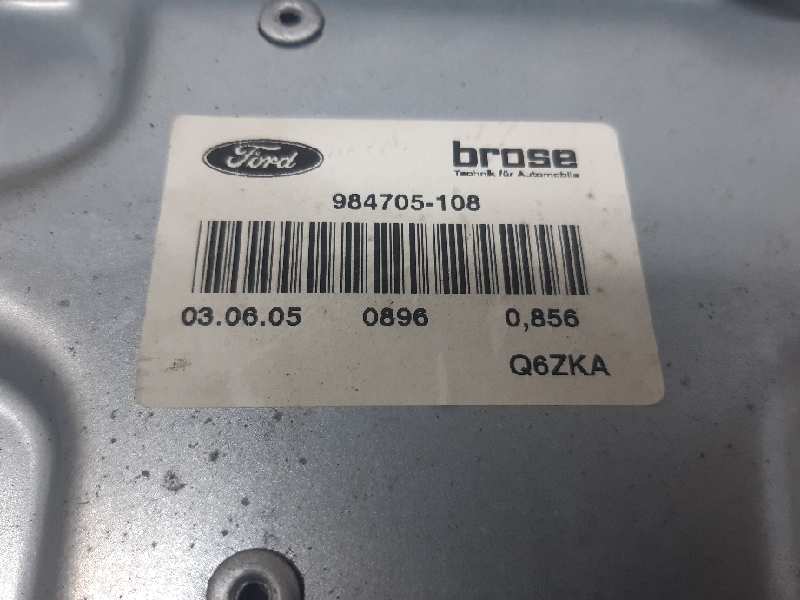 Ford brose
Technik für Automobile
984705-108
03.06.05 0896 0,856
Q6ZKA